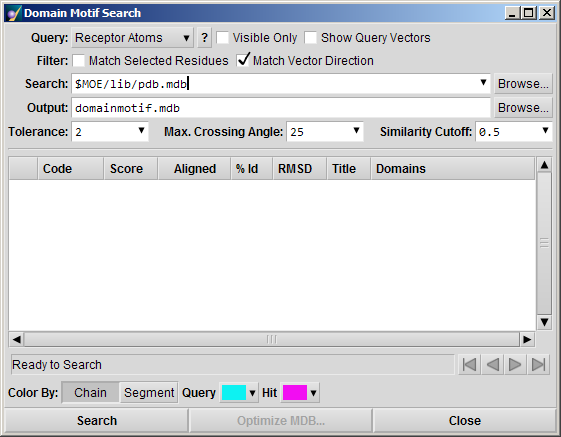 Domain Motif Search
Query: Receptor Atoms ? Visible Only Show Query Vectors
Filter: Match Selected Residues Match Vector Direction
Search: $MOE/lib/pdb.mdb Browse...
Output: domainmotif.mdb Browse...
Tolerance: 2 Max. Crossing Angle: 25 Similarity Cutoff: 0.5
Code Score Aligned % Id RMSD Title Domains
Ready to Search
Color By: Chain Segment Query Hit
Search Optimize MDB... Close